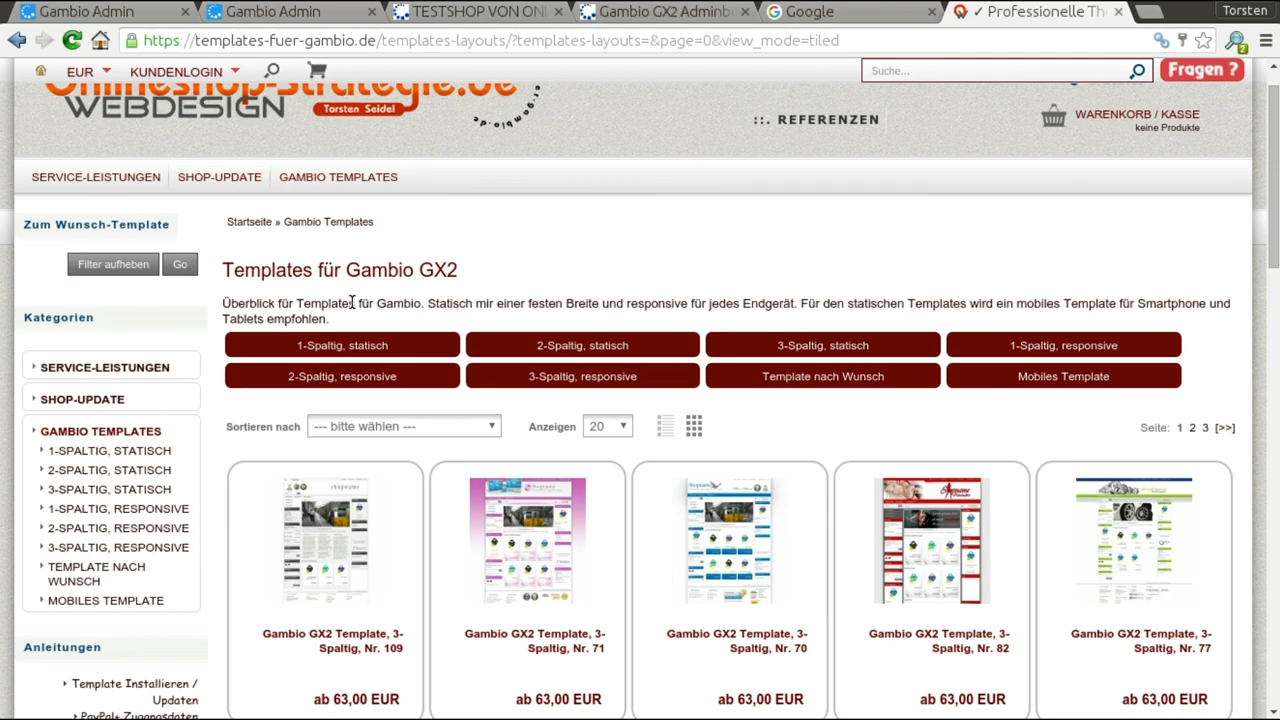 Gambio Admin
Gambio Admin
TESTSHOP VON ONL
Gambio GX2 Adminb
Google
✓ Professionelle Th
Torsten
https://templates-fuer-gambio.de/templates-layouts/?templates-layouts=&page=0&view_mode=tiled
2
EUR
KUNDENLOGIN
Suche...
Fragen ?
Onlineshop-Strategie.de
WEBDESIGN
Torsten Seidel
::. REFERENZEN
WARENKORB / KASSE
keine Produkte
SERVICE-LEISTUNGEN
SHOP-UPDATE
GAMBIO TEMPLATES
Zum Wunsch-Template
Filter aufheben
Go
Kategorien
SERVICE-LEISTUNGEN
SHOP-UPDATE
GAMBIO TEMPLATES
1-SPALTIG, STATISCH
2-SPALTIG, STATISCH
3-SPALTIG, STATISCH
1-SPALTIG, RESPONSIVE
2-SPALTIG, RESPONSIVE
3-SPALTIG, RESPONSIVE
TEMPLATE NACH
WUNSCH
MOBILES TEMPLATE
Anleitungen
Template Installieren /
Updaten
PayPal+ Zugangsdaten
Startseite » Gambio Templates
Templates für Gambio GX2
Überblick für Templates für Gambio. Statisch mir einer festen Breite und responsive für jedes Endgerät. Für den statischen Templates wird ein mobiles Template für Smartphone und
Tablets empfohlen.
1-Spaltig, statisch
2-Spaltig, statisch
3-Spaltig, statisch
1-Spaltig, responsive
2-Spaltig, responsive
3-Spaltig, responsive
Template nach Wunsch
Mobiles Template
Sortieren nach
--- bitte wählen ---
Anzeigen
20
Seite: 1 2 3 [>>]
Gambio GX2 Template, 3-
Spaltig, Nr. 109
ab 63,00 EUR
Gambio GX2 Template, 3-
Spaltig, Nr. 71
ab 63,00 EUR
Gambio GX2 Template, 3-
Spaltig, Nr. 70
ab 63,00 EUR
Gambio GX2 Template, 3-
Spaltig, Nr. 82
ab 63,00 EUR
Gambio GX2 Template, 3-
Spaltig, Nr. 77
ab 63,00 EUR